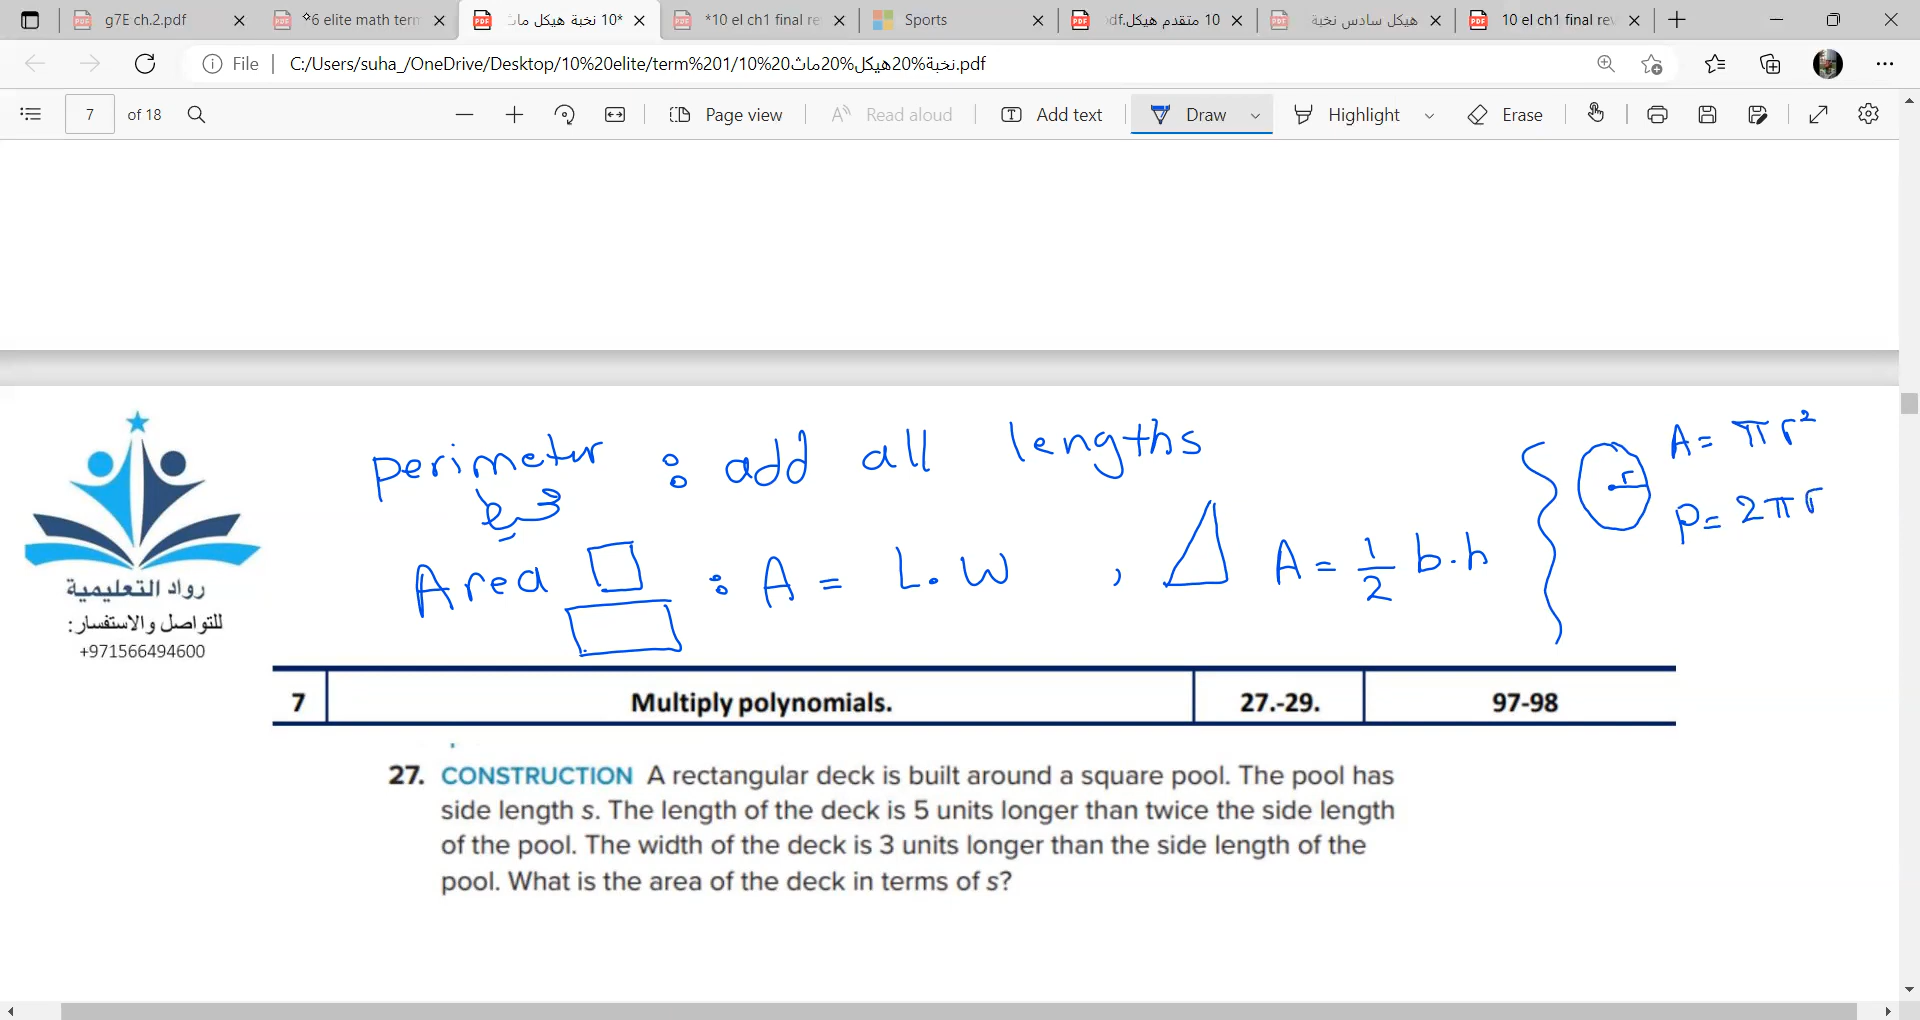 g7E ch.2.pdf
6 elite math term
*10 نخبة هيكل ماث
*10 el ch1 final re
Sports
10 متقدم هيكل.pdf
هيكل سادس نخبة
10 el ch1 final re
File
C:/Users/suha_/OneDrive/Desktop/10%20elite/term%201/10%20نخبة%20هيكل%20ماث.pdf
7 of 18
Page view
Read aloud
Add text
Draw
Highlight
Erase
perimeter : add all lengths
محيط
Area : A = L . W , A = 1/2 b . h
r
A = πr²
P = 2πr
رواد التعليمية
للتواصل والاستفسار:
+971566494600
7 Multiply polynomials. 27.-29. 97-98
27. CONSTRUCTION A rectangular deck is built around a square pool. The pool has
side length s. The length of the deck is 5 units longer than twice the side length
of the pool. The width of the deck is 3 units longer than the side length of the
pool. What is the area of the deck in terms of s?